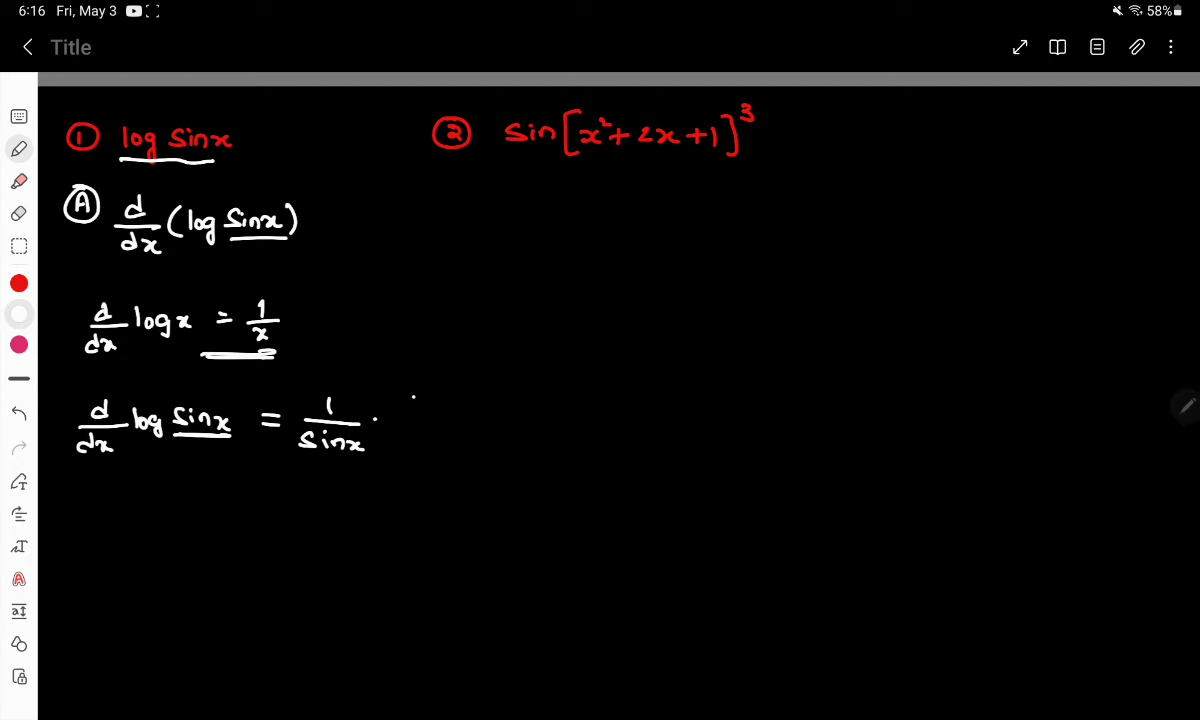 6:16 Fri, May 3 58%
Title
① log sinx
② sin[x²+2x+1]³
Ⓐ d/dx (log sinx)
d/dx log x = 1/x
d/dx log sinx = 1/sinx ·